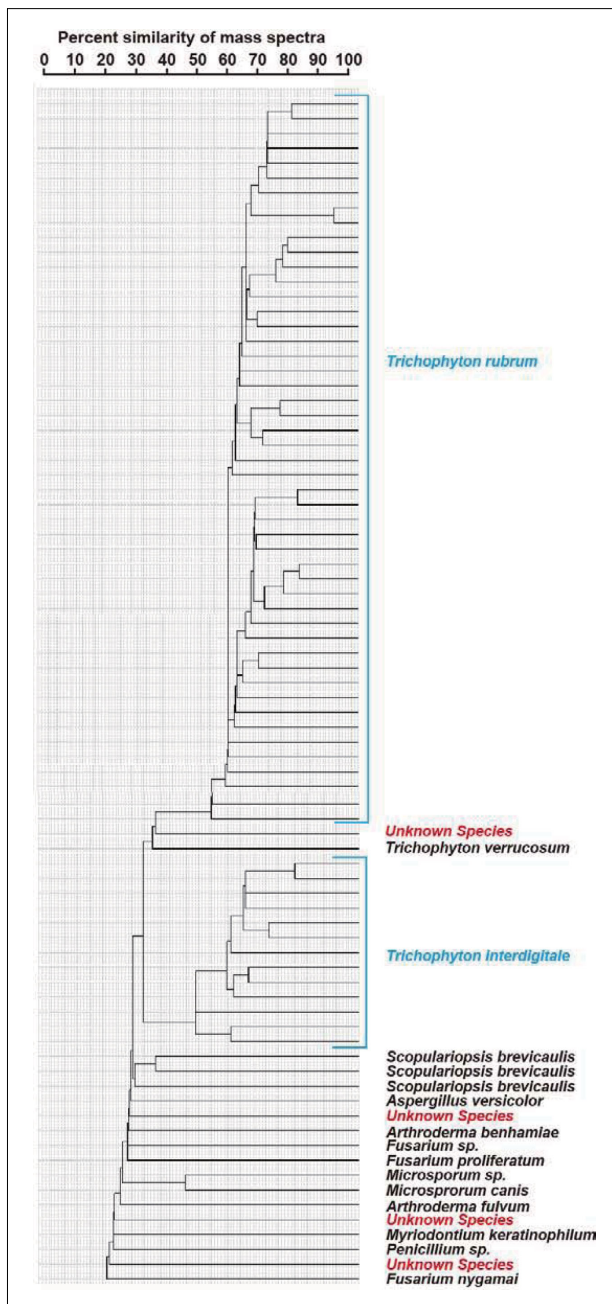 Percent similarity of mass spectra
0 10 20 30 40 50 60 70 80 90 100
Trichophyton rubrum
Unknown Species
Trichophyton verrucosum
Trichophyton interdigitale
Scopulariopsis brevicaulis
Scopulariopsis brevicaulis
Scopulariopsis brevicaulis
Aspergillus versicolor
Unknown Species
Arthroderma benhamiae
Fusarium sp.
Fusarium proliferatum
Microsporum sp.
Microsprorum canis
Arthroderma fulvum
Unknown Species
Myriodontium keratinophilum
Penicillium sp.
Unknown Species
Fusarium nygamai